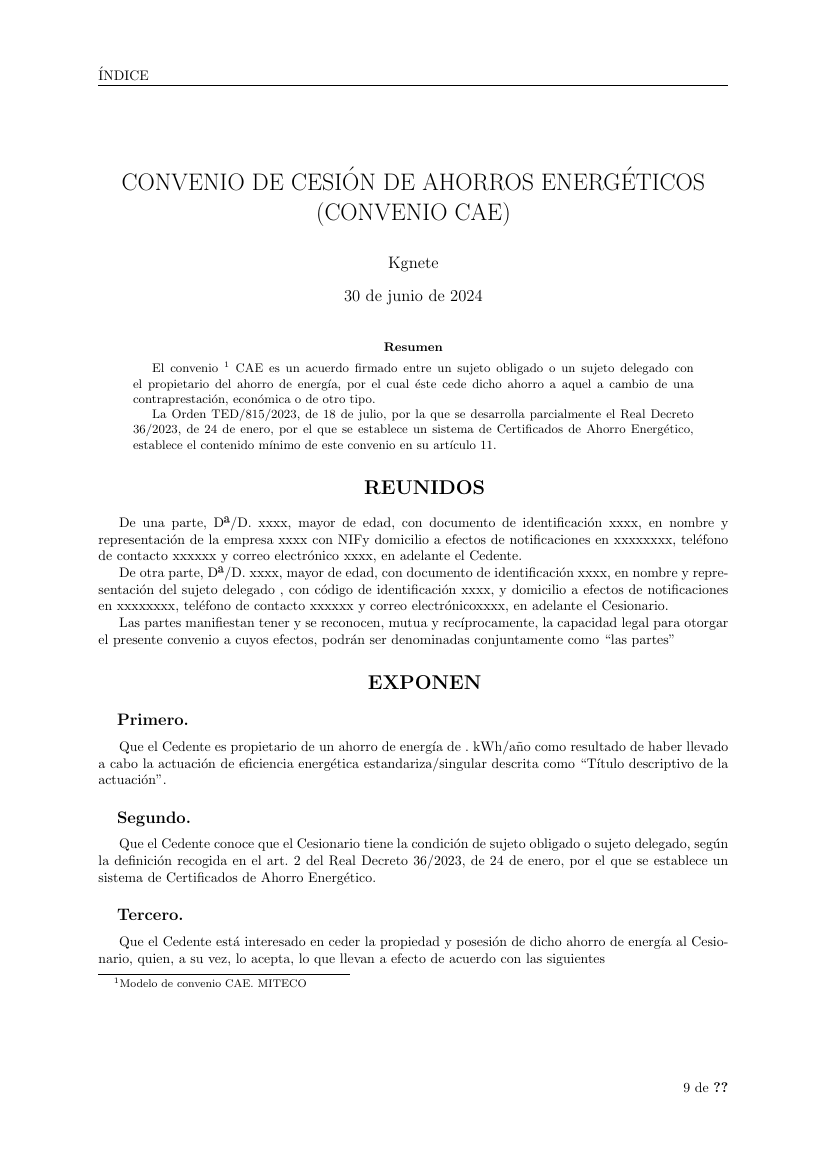 ÍNDICE
CONVENIO DE CESIÓN DE AHORROS ENERGÉTICOS
(CONVENIO CAE)
Kgnete
30 de junio de 2024
Resumen
El convenio ¹ CAE es un acuerdo firmado entre un sujeto obligado o un sujeto delegado con
el propietario del ahorro de energía, por el cual éste cede dicho ahorro a aquel a cambio de una
contraprestación, económica o de otro tipo.
La Orden TED/815/2023, de 18 de julio, por la que se desarrolla parcialmente el Real Decreto
36/2023, de 24 de enero, por el que se establece un sistema de Certificados de Ahorro Energético,
establece el contenido mínimo de este convenio en su artículo 11.
REUNIDOS
De una parte, Dª/D. xxxx, mayor de edad, con documento de identificación xxxx, en nombre y
representación de la empresa xxxx con NIFy domicilio a efectos de notificaciones en xxxxxxxx, teléfono
de contacto xxxxxx y correo electrónico xxxx, en adelante el Cedente.
De otra parte, Dª/D. xxxx, mayor de edad, con documento de identificación xxxx, en nombre y repre-
sentación del sujeto delegado , con código de identificación xxxx, y domicilio a efectos de notificaciones
en xxxxxxxx, teléfono de contacto xxxxxx y correo electrónicoxxxx, en adelante el Cesionario.
Las partes manifiestan tener y se reconocen, mutua y recíprocamente, la capacidad legal para otorgar
el presente convenio a cuyos efectos, podrán ser denominadas conjuntamente como “las partes”
EXPONEN
Primero.
Que el Cedente es propietario de un ahorro de energía de . kWh/año como resultado de haber llevado
a cabo la actuación de eficiencia energética estandariza/singular descrita como “Título descriptivo de la
actuación”.
Segundo.
Que el Cedente conoce que el Cesionario tiene la condición de sujeto obligado o sujeto delegado, según
la definición recogida en el art. 2 del Real Decreto 36/2023, de 24 de enero, por el que se establece un
sistema de Certificados de Ahorro Energético.
Tercero.
Que el Cedente está interesado en ceder la propiedad y posesión de dicho ahorro de energía al Cesio-
nario, quien, a su vez, lo acepta, lo que llevan a efecto de acuerdo con las siguientes
¹Modelo de convenio CAE. MITECO
9 de ??